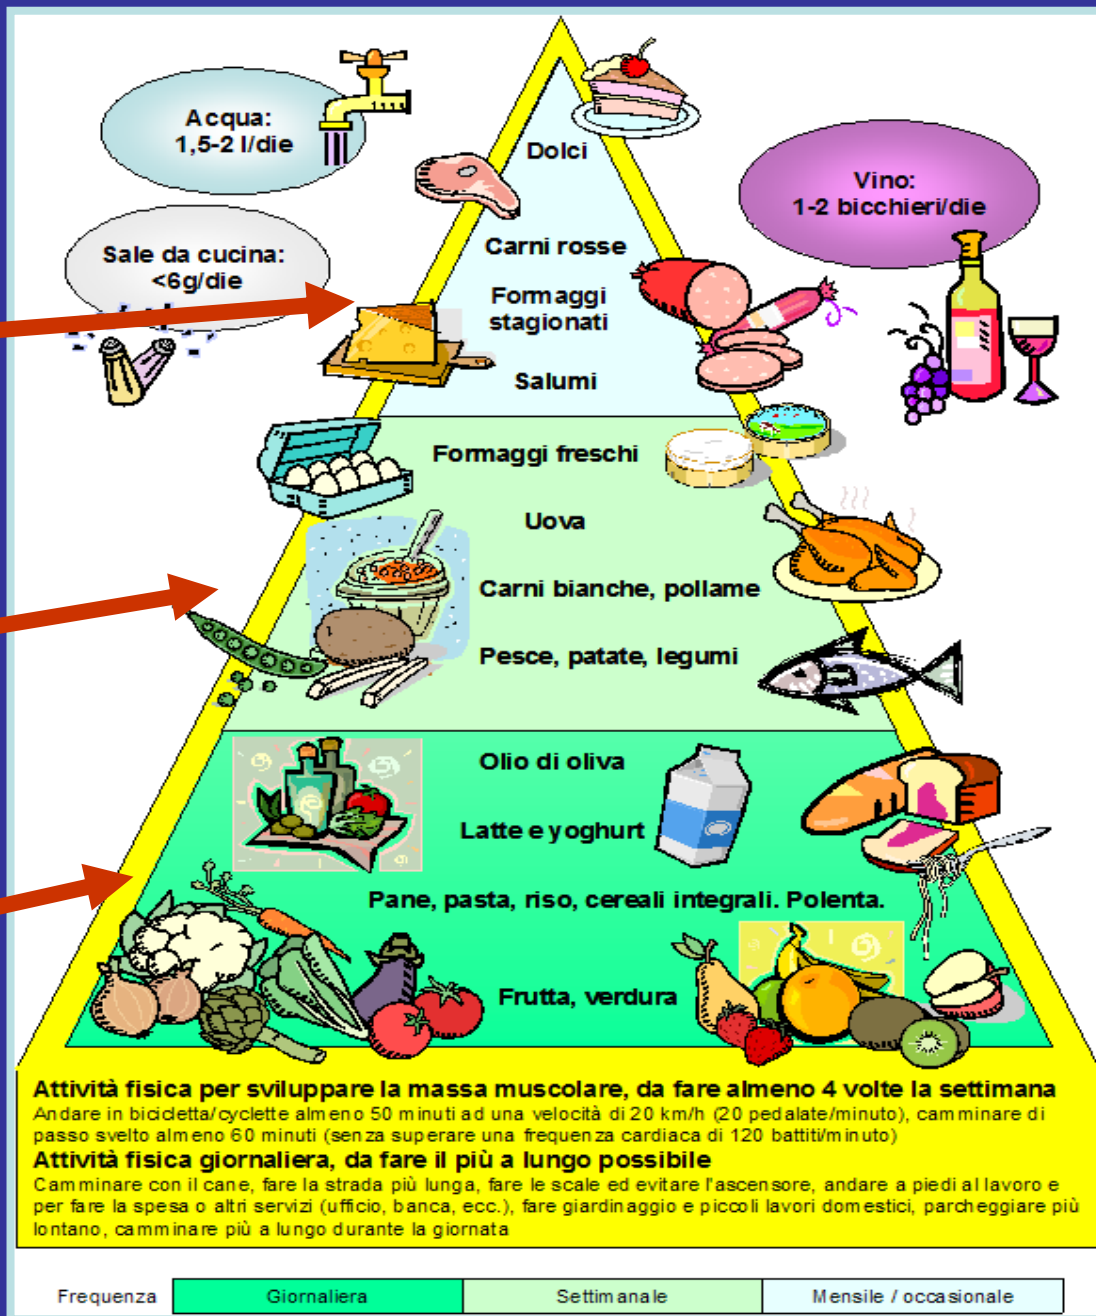 Acqua:
1,5-2 l/die
Dolci
Vino:
1-2 bicchieri/die
Carni rosse
Sale da cucina:
<6g/die
Formaggi
stagionati
Salumi
Formaggi freschi
Uova
Carni bianche, pollame
Pesce, patate, legumi
Olio di oliva
Latte e yoghurt
Pane, pasta, riso, cereali integrali. Polenta.
Frutta, verdura
Attività fisica per sviluppare la massa muscolare, da fare almeno 4 volte la settimana
Andare in bicicletta/cyclette almeno 50 minuti ad una velocità di 20 km/h (20 pedalate/minuto), camminare di
passo svelto almeno 60 minuti (senza superare una frequenza cardiaca di 120 battiti/minuto)
Attività fisica giornaliera, da fare il più a lungo possibile
Camminare con il cane, fare la strada più lunga, fare le scale ed evitare l'ascensore, andare a piedi al lavoro e
per fare la spesa o altri servizi (ufficio, banca, ecc.), fare giardinaggio e piccoli lavori domestici, parcheggiare più
lontano, camminare più a lungo durante la giornata
Frequenza Giornaliera Settimanale Mensile / occasionale